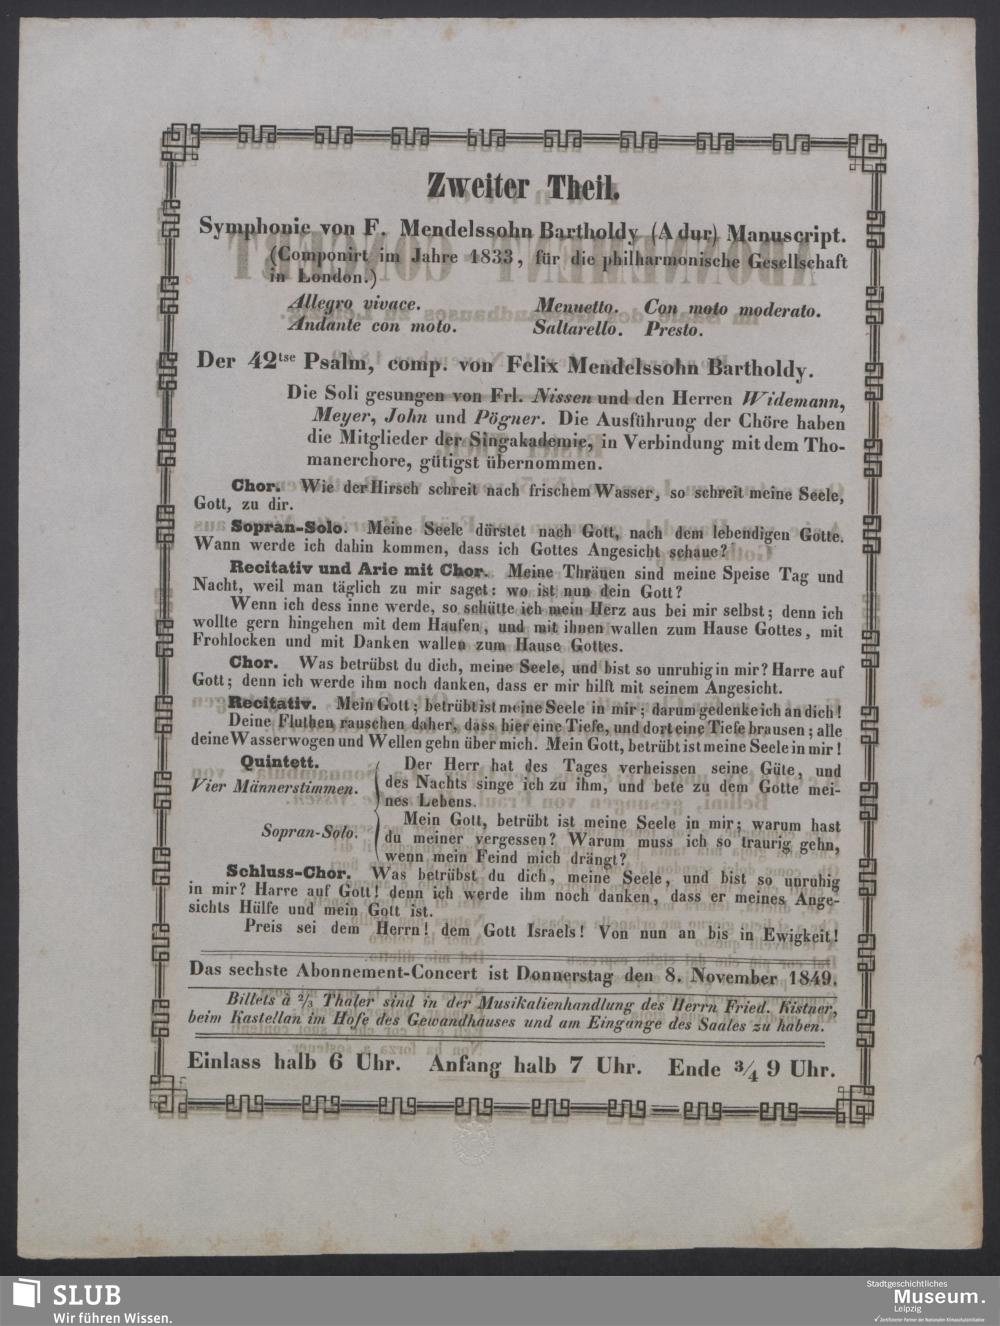 Zweiter Theil.
Symphonie von F. Mendelssohn Bartholdy (A dur) Manuscript.
(Componirt im Jahre 1833, für die philharmonische Gesellschaft
in London.)
Allegro vivace. Menuetto. Con moto moderato.
Andante con moto. Saltarello. Presto.
Der 42tse Psalm, comp. von Felix Mendelssohn Bartholdy.
Die Soli gesungen von Frl. Nissen und den Herren Widemann,
Meyer, John und Pögner. Die Ausführung der Chöre haben
die Mitglieder der Singakademie, in Verbindung mit dem Tho-
manerchore, gütigst übernommen.
Chor. Wie der Hirsch schreit nach frischem Wasser, so schreit meine Seele,
Gott, zu dir.
Sopran-Solo. Meine Seele dürstet nach Gott, nach dem lebendigen Gotte.
Wann werde ich dahin kommen, dass ich Gottes Angesicht schaue?
Recitativ und Arie mit Chor. Meine Thränen sind meine Speise Tag und
Nacht, weil man täglich zu mir saget: wo ist nun dein Gott?
Wenn ich dess inne werde, so schütte ich mein Herz aus bei mir selbst; denn ich
wollte gern hingehen mit dem Haufen, und mit ihnen wallen zum Hause Gottes, mit
Frohlocken und mit Danken wallen zum Hause Gottes.
Chor. Was betrübst du dich, meine Seele, und bist so unruhig in mir? Harre auf
Gott; denn ich werde ihm noch danken, dass er mir hilft mit seinem Angesicht.
Recitativ. Mein Gott; betrübt ist meine Seele in mir; darum gedenke ich an dich!
Deine Fluthen rauschen daher, dass hier eine Tiefe, und dort eine Tiefe brausen; alle
deine Wasserwogen und Wellen gehn über mich. Mein Gott, betrübt ist meine Seele in mir!
Quintett. Der Herr hat des Tages verheissen seine Güte, und
Vier Männerstimmen. des Nachts singe ich zu ihm, und bete zu dem Gotte mei-
nes Lebens.
Mein Gott, betrübt ist meine Seele in mir; warum hast
Sopran-Solo. du meiner vergessen? Warum muss ich so traurig gehn,
wenn mein Feind mich drängt?
Schluss-Chor. Was betrübst du dich, meine Seele, und bist so unruhig
in mir? Harre auf Gott! denn ich werde ihm noch danken, dass er meines Ange-
sichts Hülfe und mein Gott ist.
Preis sei dem Herrn! dem Gott Israels! Von nun an bis in Ewigkeit!
Das sechste Abonnement-Concert ist Donnerstag den 8. November 1849.
Billets à 2/3 Thaler sind in der Musikalienhandlung des Herrn Fried. Kistner,
beim Kastellan im Hofe des Gewandhauses und am Eingange des Saales zu haben.
Einlass halb 6 Uhr. Anfang halb 7 Uhr. Ende 3/4 9 Uhr.
SLUB
Wir führen Wissen.
Stadtgeschichtliches
Museum.
Leipzig
Zertifizierter Partner der Nationalen Klimaschutzinitiative